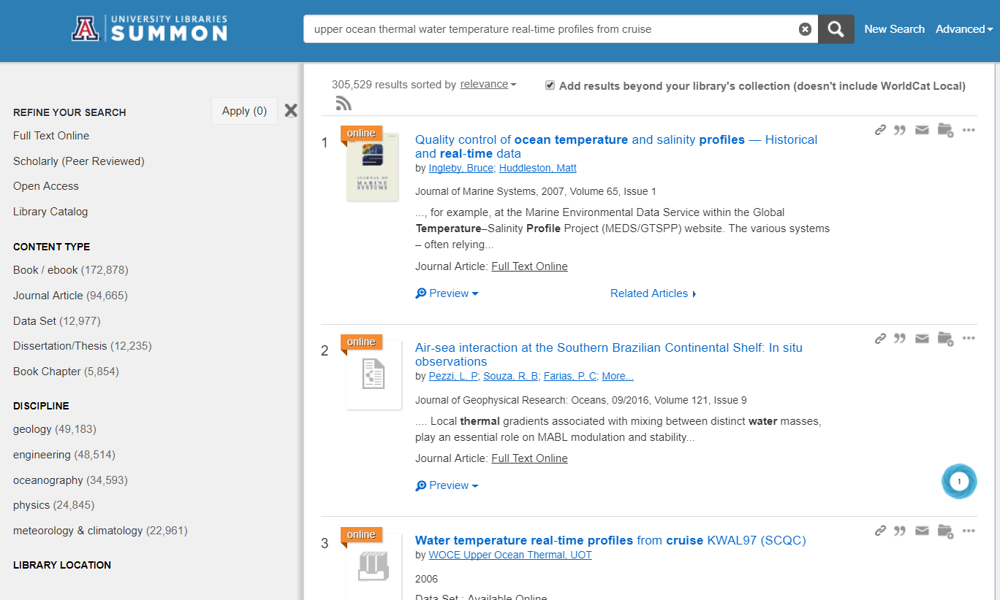 UNIVERSITY LIBRARIES
SUMMON
upper ocean thermal water temperature real-time profiles from cruise
New Search
Advanced
REFINE YOUR SEARCH
Apply (0)
Full Text Online
Scholarly (Peer Reviewed)
Open Access
Library Catalog
CONTENT TYPE
Book / ebook (172,878)
Journal Article (94,665)
Data Set (12,977)
Dissertation/Thesis (12,235)
Book Chapter (5,854)
DISCIPLINE
geology (49,183)
engineering (48,514)
oceanography (34,593)
physics (24,845)
meteorology & climatology (22,961)
LIBRARY LOCATION
305,529 results sorted by relevance
Add results beyond your library's collection (doesn't include WorldCat Local)
1
online
JOURNAL OF
MARINE
SYSTEMS
Quality control of ocean temperature and salinity profiles — Historical
and real-time data
by Ingleby, Bruce; Huddleston, Matt
Journal of Marine Systems, 2007, Volume 65, Issue 1
..., for example, at the Marine Environmental Data Service within the Global
Temperature–Salinity Profile Project (MEDS/GTSPP) website. The various systems
– often relying...
Journal Article: Full Text Online
Preview
Related Articles
2
online
Air-sea interaction at the Southern Brazilian Continental Shelf: In situ
observations
by Pezzi, L. P; Souza, R. B; Farias, P. C; More...
Journal of Geophysical Research: Oceans, 09/2016, Volume 121, Issue 9
.... Local thermal gradients associated with mixing between distinct water masses,
play an essential role on MABL modulation and stability...
Journal Article: Full Text Online
Preview
1
3
online
Water temperature real-time profiles from cruise KWAL97 (SCQC)
by WOCE Upper Ocean Thermal, UOT
2006
Data Set : Available Online